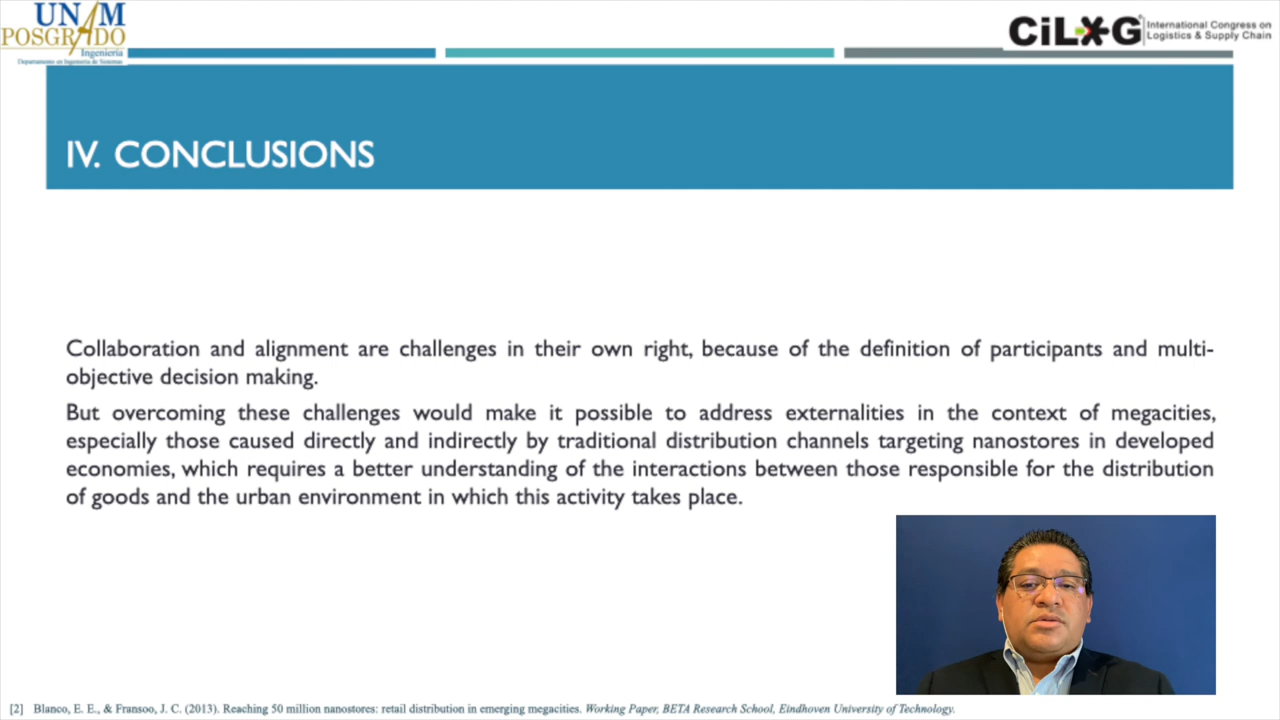 UNAM
POSGRADO
Ingeniería
Departamento en Ingeniería de Sistemas
CiLOG
International Congress on
Logistics & Supply Chain
IV. CONCLUSIONS
Collaboration and alignment are challenges in their own right, because of the definition of participants and multi-
objective decision making.
But overcoming these challenges would make it possible to address externalities in the context of megacities,
especially those caused directly and indirectly by traditional distribution channels targeting nanostores in developed
economies, which requires a better understanding of the interactions between those responsible for the distribution
of goods and the urban environment in which this activity takes place.
[2] Blanco, E. E., & Fransoo, J. C. (2013). Reaching 50 million nanostores: retail distribution in emerging megacities. Working Paper, BETA Research School, Eindhoven University of Technology.